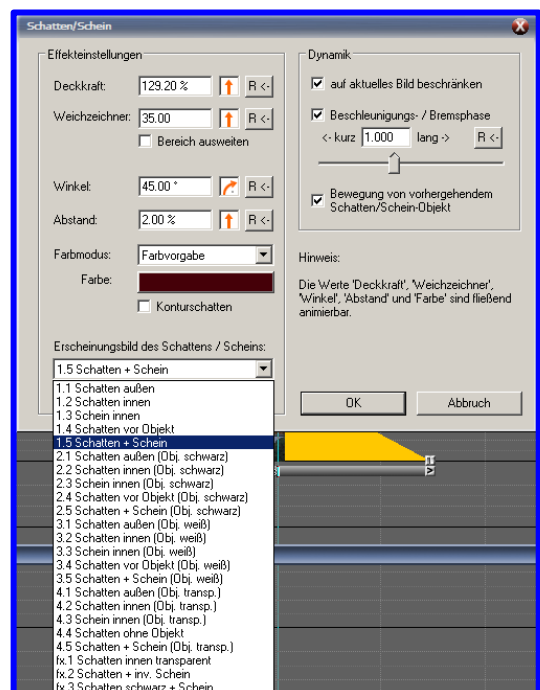 Schatten/Schein
Effekteinstellungen
Deckkraft: 129.20 % R <-
Weichzeichner: 35.00 R <-
Bereich ausweiten
Winkel: 45.00 ° R <-
Abstand: 2.00 % R <-
Farbmodus: Farbvorgabe
Farbe:
Konturschatten
Erscheinungsbild des Schattens / Scheins:
1.5 Schatten + Schein
1.1 Schatten außen
1.2 Schatten innen
1.3 Schein innen
1.4 Schatten vor Objekt
1.5 Schatten + Schein
2.1 Schatten außen (Obj. schwarz)
2.2 Schatten innen (Obj. schwarz)
2.3 Schein innen (Obj. schwarz)
2.4 Schatten vor Objekt (Obj. schwarz)
2.5 Schatten + Schein (Obj. schwarz)
3.1 Schatten außen (Obj. weiß)
3.2 Schatten innen (Obj. weiß)
3.3 Schein innen (Obj. weiß)
3.4 Schatten vor Objekt (Obj. weiß)
3.5 Schatten + Schein (Obj. weiß)
4.1 Schatten außen (Obj. transp.)
4.2 Schatten innen (Obj. transp.)
4.3 Schein innen (Obj. transp.)
4.4 Schatten ohne Objekt
4.5 Schatten + Schein (Obj. transp.)
fx.1 Schatten innen transparent
fx.2 Schatten + inv. Schein
fx.3 Schatten schwarz + Schein
Dynamik
auf aktuelles Bild beschränken
Beschleunigungs- / Bremsphase
<- kurz 1.000 lang -> R <-
Bewegung von vorhergehendem
Schatten/Schein-Objekt
Hinweis:
Die Werte 'Deckkraft', 'Weichzeichner',
'Winkel', 'Abstand' und 'Farbe' sind fließend
animierbar.
OK Abbruch